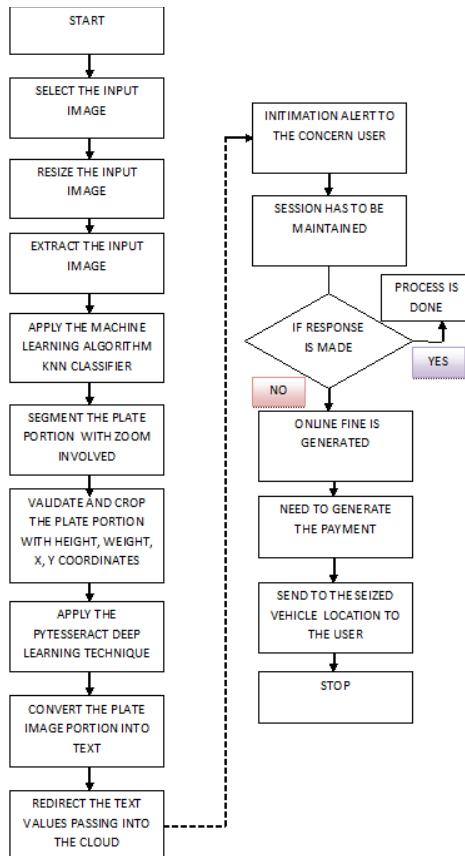 START
SELECT THE INPUT
IMAGE
RESIZE THE INPUT
IMAGE
EXTRACT THE INPUT
IMAGE
APPLY THE MACHINE
LEARNING ALGORITHM
KNN CLASSIFIER
SEGMENT THE PLATE
PORTION WITH ZOOM
INVOLVED
VALIDATE AND CROP
THE PLATE PORTION
WITH HEIGHT, WEIGHT,
X, Y COORDINATES
APPLY THE
PYTESSERACT DEEP
LEARNING TECHNIQUE
CONVERT THE PLATE
IMAGE PORTION INTO
TEXT
REDIRECT THE TEXT
VALUES PASSING INTO
THE CLOUD
INITIMATION ALERT TO
THE CONCERN USER
SESSION HAS TO BE
MAINTAINED
IF RESPONSE
IS MADE
PROCESS IS
DONE
YES
NO
ONLINE FINE IS
GENERATED
NEED TO GENERATE
THE PAYMENT
SEND TO THE SEIZED
VEHICLE LOCATION TO
THE USER
STOP